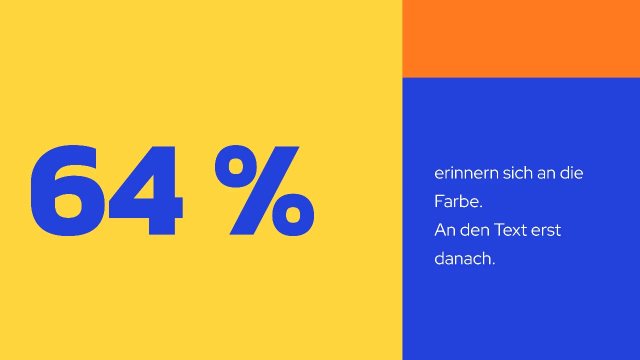 64 %
erinnern sich an die
Farbe.
An den Text erst
danach.